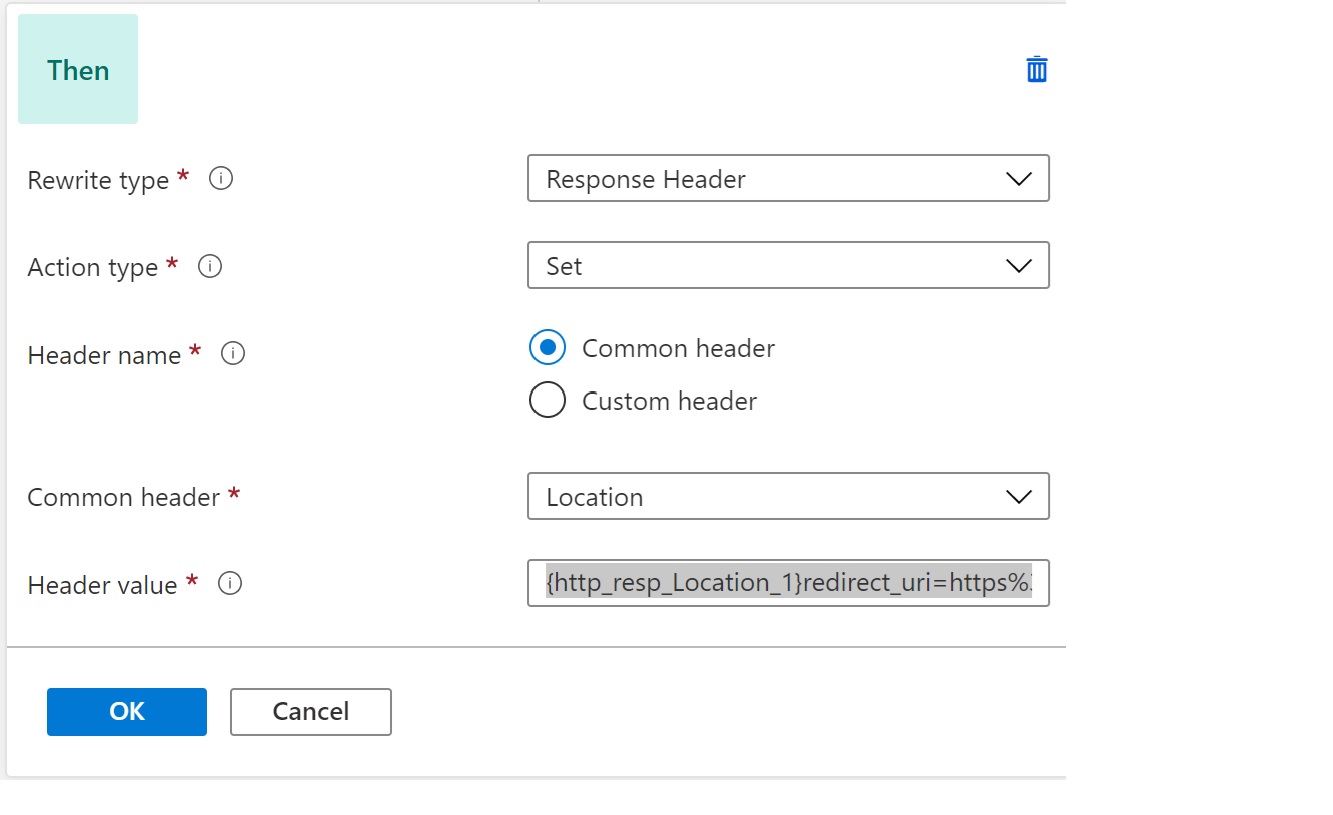 Then
Rewrite type *
Response Header
Action type *
Set
Header name *
Common header
Custom header
Common header *
Location
Header value *
{http_resp_Location_1}redirect_uri=https%
OK
Cancel